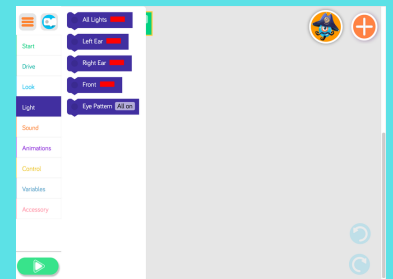 Start
Drive
Look
Light
Sound
Animations
Control
Variables
Accessory
All Lights
Left Ear
Right Ear
Front
Eye Pattern All on